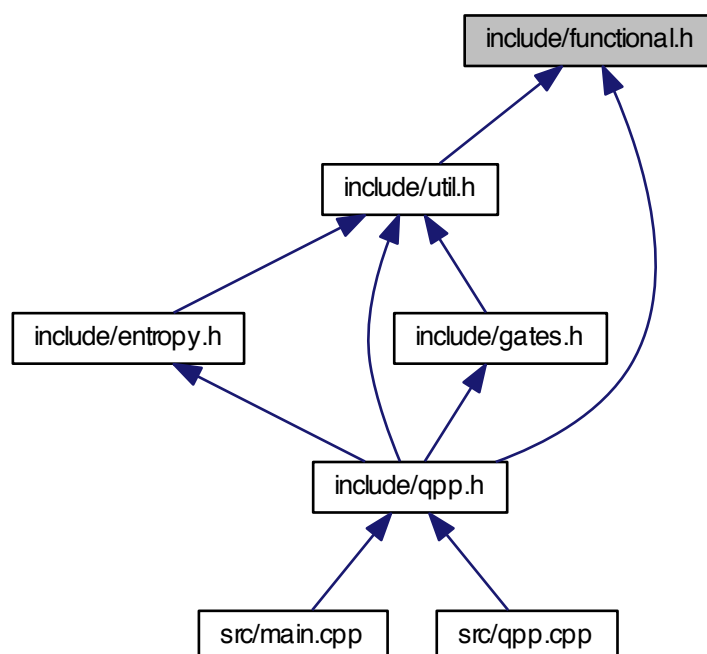 include/functional.h
include/util.h
include/entropy.h
include/gates.h
include/qpp.h
src/main.cpp
src/qpp.cpp